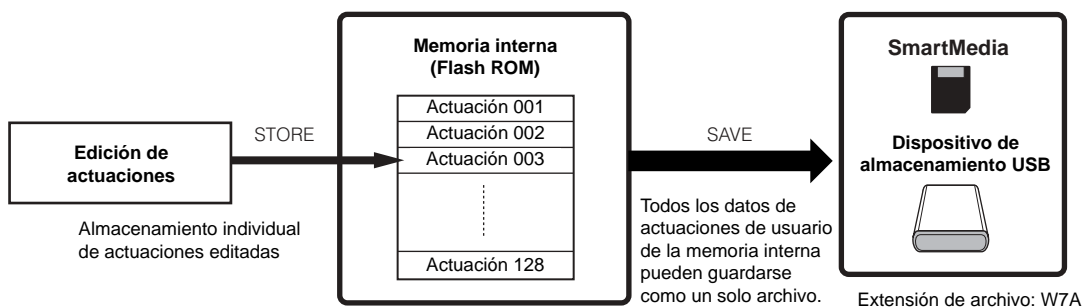 Edición de
actuaciones
Almacenamiento individual
de actuaciones editadas
STORE
Memoria interna
(Flash ROM)
Actuación 001
Actuación 002
Actuación 003
Actuación 128
SAVE
Todos los datos de
actuaciones de usuario
de la memoria interna
pueden guardarse
como un solo archivo.
SmartMedia
Dispositivo de
almacenamiento USB
Extensión de archivo: W7A